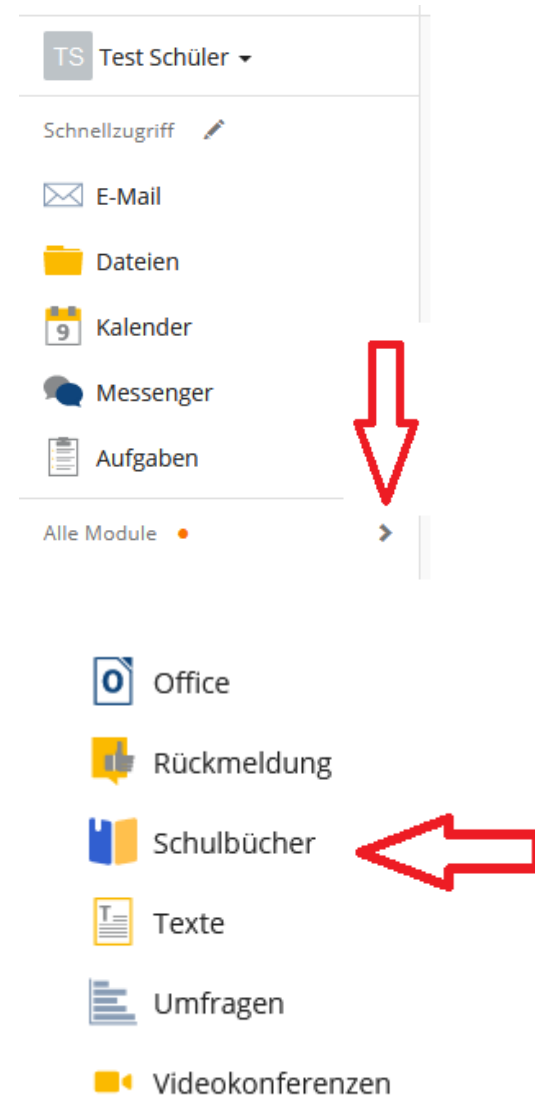 TS Test Schüler
Schnellzugriff
E-Mail
Dateien
9 Kalender
Messenger
Aufgaben
Alle Module
O Office
Rückmeldung
Schulbücher
T Texte
Umfragen
Videokonferenzen